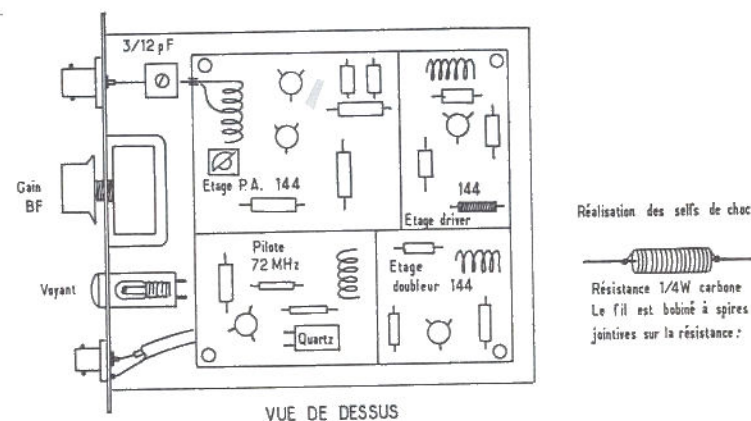 3/12 pF
Gain
BF
Etage P.A. 144
144
Etage driver
Pilote
72 MHz
Etage
doubleur 144
Voyant
Quartz
VUE DE DESSUS
Réalisation des selfs de choc
Résistance 1/4W carbone
Le fil est bobiné à spires
jointives sur la résistance.